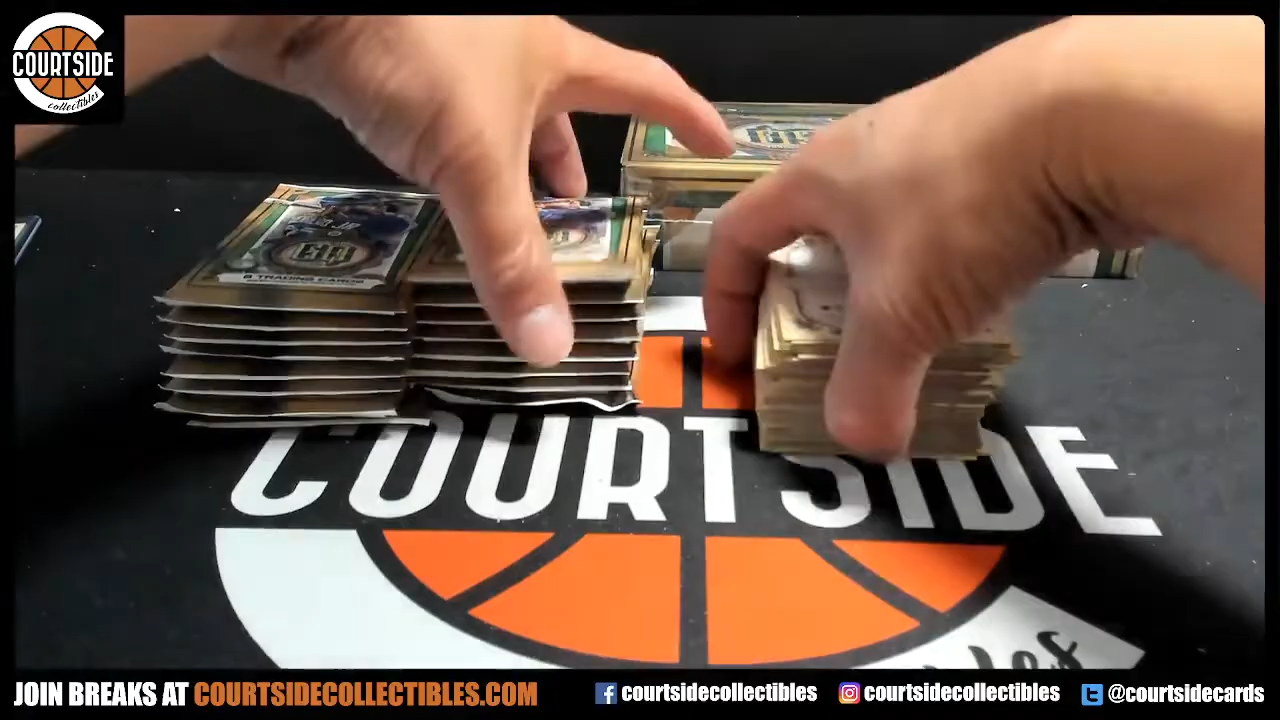 COURTSIDE
collectibles
8 TRADING CARDS
COURTSIDE
JOIN BREAKS AT COURTSIDECOLLECTIBLES.COM
courtsidecollectibles
courtsidecollectibles
@courtsidecards